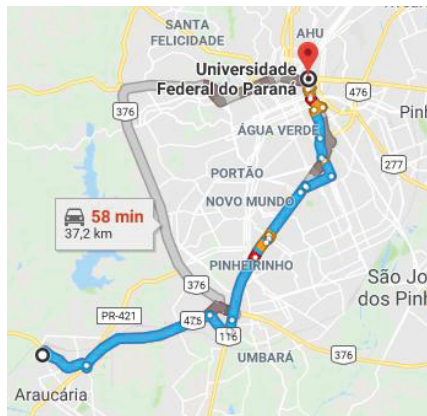 SANTA
FELICIDADE
AHU
Universidade
Federal do Paraná
376
476
Pinh
ÁGUA VERDE
277
PORTÃO
NOVO MUNDO
58 min
37,2 km
PINHEIRINHO
376
São Jo
dos Pinh
PR-421
476
116
376
UMBARÁ
Araucária